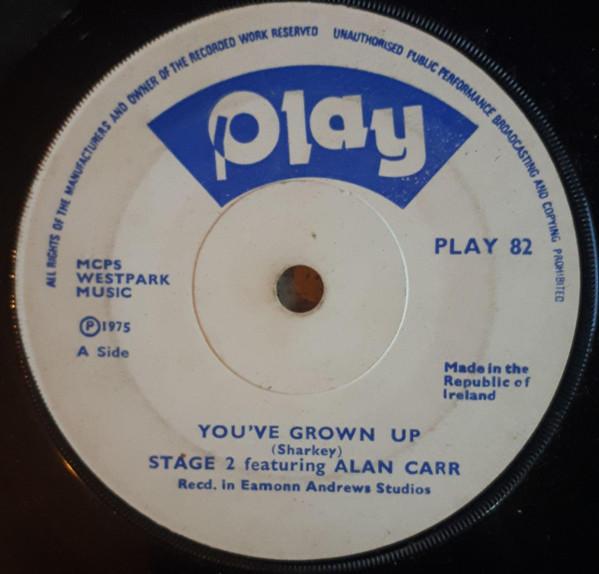 ALL RIGHTS OF THE MANUFACTURERS AND OWNER OF THE RECORDED WORK RESERVED UNAUTHORISED PUBLIC PERFORMANCE BROADCASTING AND COPYING PROHIBITED
Play
PLAY 82
MCPS
WESTPARK
MUSIC
Ⓟ1975
A Side
Made in the
Republic of
Ireland
YOU'VE GROWN UP
(Sharkey)
STAGE 2 featuring ALAN CARR
Recd. in Eamonn Andrews Studios